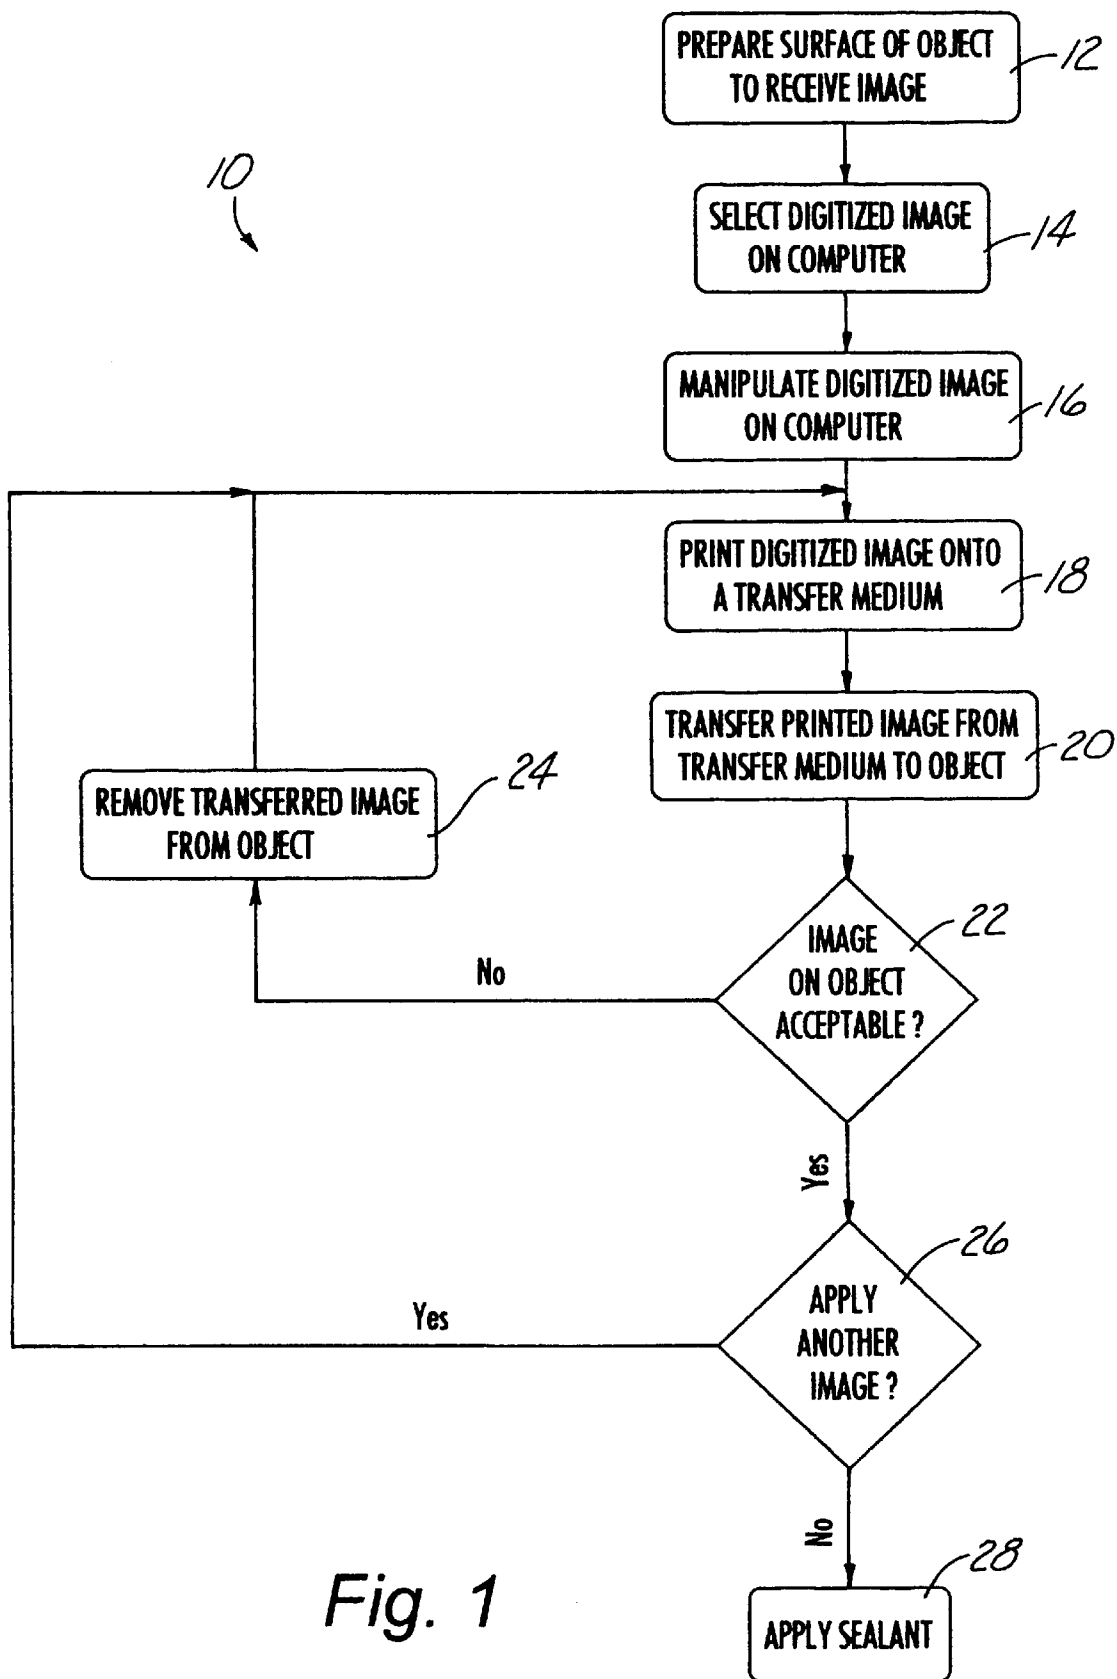 PREPARE SURFACE OF OBJECT
TO RECEIVE IMAGE
12
10
SELECT DIGITIZED IMAGE
ON COMPUTER
14
MANIPULATE DIGITIZED IMAGE
ON COMPUTER
16
PRINT DIGITIZED IMAGE ONTO
A TRANSFER MEDIUM
18
TRANSFER PRINTED IMAGE FROM
TRANSFER MEDIUM TO OBJECT
20
REMOVE TRANSFERRED IMAGE
FROM OBJECT
24
IMAGE
ON OBJECT
ACCEPTABLE ?
22
No
Yes
APPLY
ANOTHER
IMAGE ?
26
Yes
No
APPLY SEALANT
28
Fig. 1